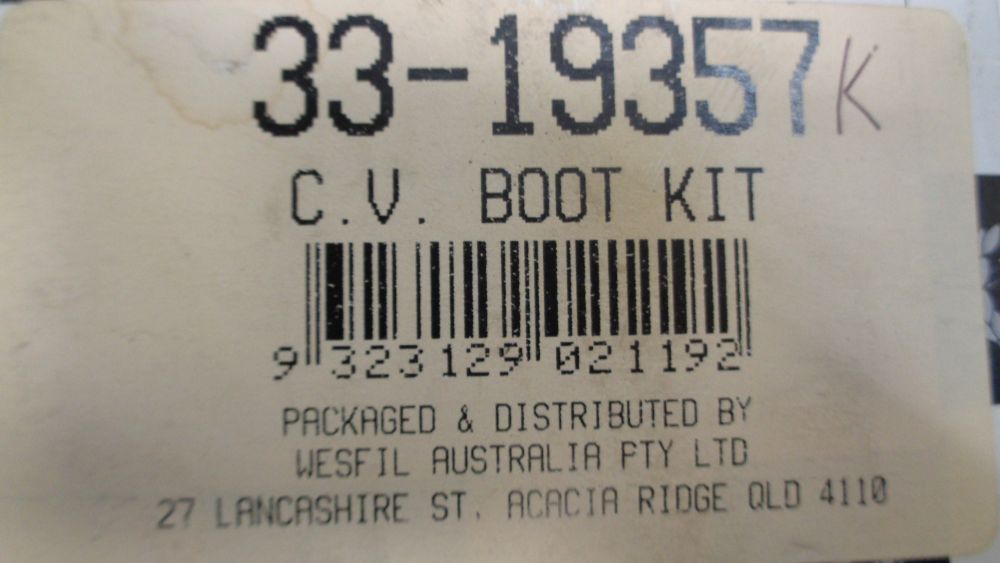 33-19357K
C.V. BOOT KIT
9 323129 021192
PACKAGED & DISTRIBUTED BY
WESFIL AUSTRALIA PTY LTD
27 LANCASHIRE ST. ACACIA RIDGE QLD 4110